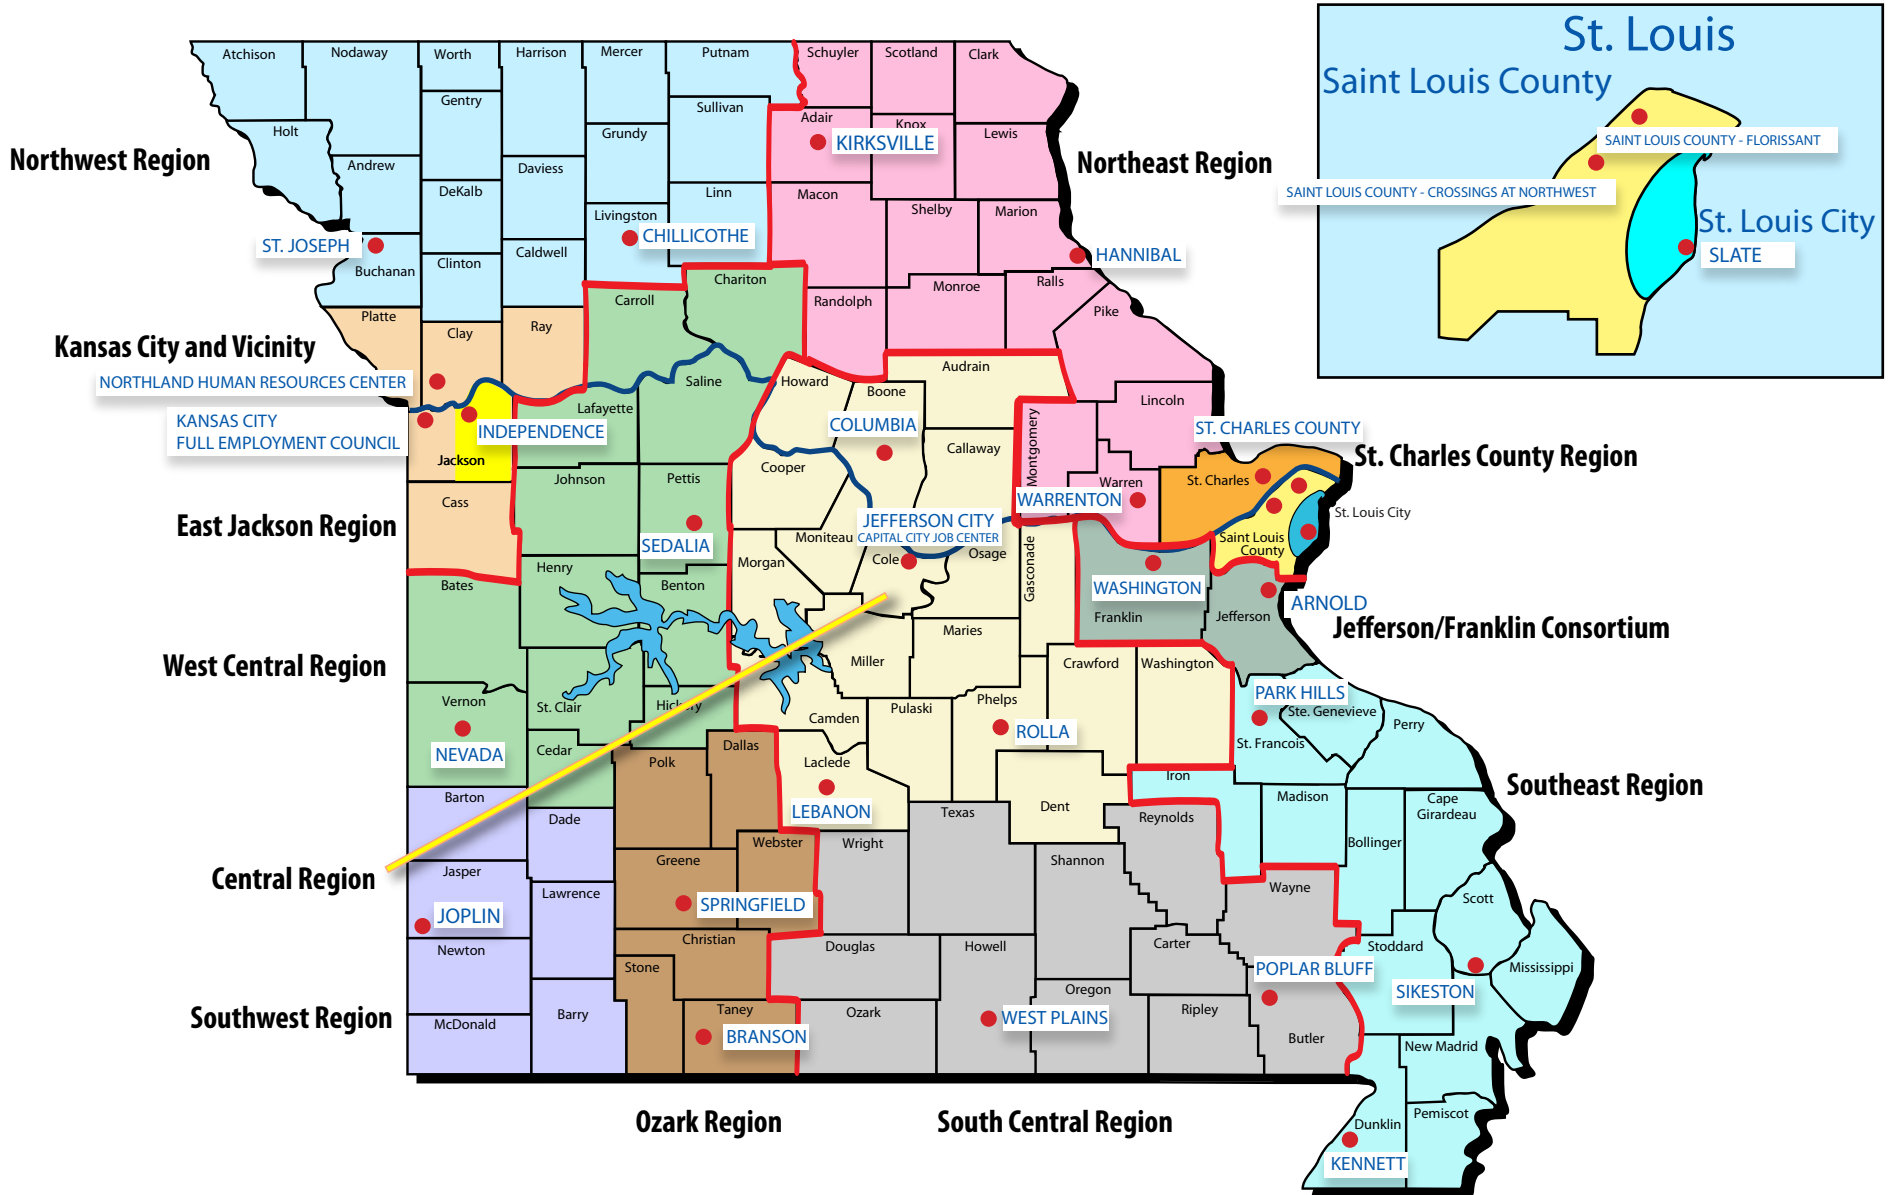 St. Louis
Saint Louis County
SAINT LOUIS COUNTY - FLORISSANT
SAINT LOUIS COUNTY - CROSSINGS AT NORTHWEST
St. Louis City
SLATE
Atchison
Nodaway
Worth
Harrison
Mercer
Putnam
Schuyler
Scotland
Clark
Gentry
Sullivan
Adair
Knox
Lewis
Holt
Grundy
KIRKSVILLE
Northwest Region
Northeast Region
Andrew
DeKalb
Daviess
Linn
Macon
Shelby
Marion
Livingston
CHILLICOTHE
ST. JOSEPH
Buchanan
Clinton
Caldwell
HANNIBAL
Chariton
Carroll
Randolph
Monroe
Ralls
Pike
Platte
Clay
Ray
Kansas City and Vicinity
NORTHLAND HUMAN RESOURCES CENTER
KANSAS CITY
FULL EMPLOYMENT COUNCIL
INDEPENDENCE
Jackson
Lafayette
Saline
Howard
Boone
Audrain
COLUMBIA
Callaway
Montgomery
Lincoln
ST. CHARLES COUNTY
St. Charles County Region
St. Charles
Warren
WARRENTON
Cooper
Johnson
Pettis
Cass
East Jackson Region
SEDALIA
JEFFERSON CITY
CAPITAL CITY JOB CENTER
Moniteau
Morgan
Cole
Osage
Gasconade
St. Louis City
Saint Louis
County
WASHINGTON
Franklin
Jefferson
ARNOLD
Jefferson/Franklin Consortium
Bates
Henry
Benton
West Central Region
Maries
Miller
Crawford
Washington
Vernon
St. Clair
Hickory
Camden
Pulaski
Phelps
PARK HILLS
Ste. Genevieve
Perry
St. Francois
NEVADA
Cedar
Polk
Dallas
Laclede
ROLLA
LEBANON
Dent
Iron
Madison
Southeast Region
Cape
Girardeau
Bollinger
Barton
Dade
Texas
Reynolds
Wright
Webster
Greene
Shannon
Wayne
Central Region
Jasper
Lawrence
JOPLIN
SPRINGFIELD
Scott
Newton
Christian
Stone
Douglas
Howell
Carter
Stoddard
Mississippi
POPLAR BLUFF
SIKESTON
Oregon
Ripley
Butler
Southwest Region
McDonald
Barry
Taney
BRANSON
Ozark
WEST PLAINS
New Madrid
Pemiscot
Dunklin
KENNETT
Ozark Region
South Central Region